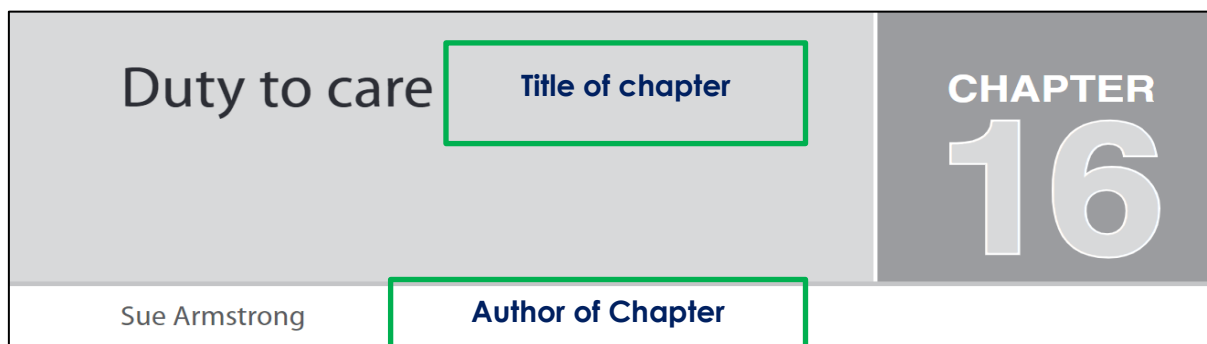 Duty to care
Title of chapter
CHAPTER
16
Sue Armstrong
Author of Chapter